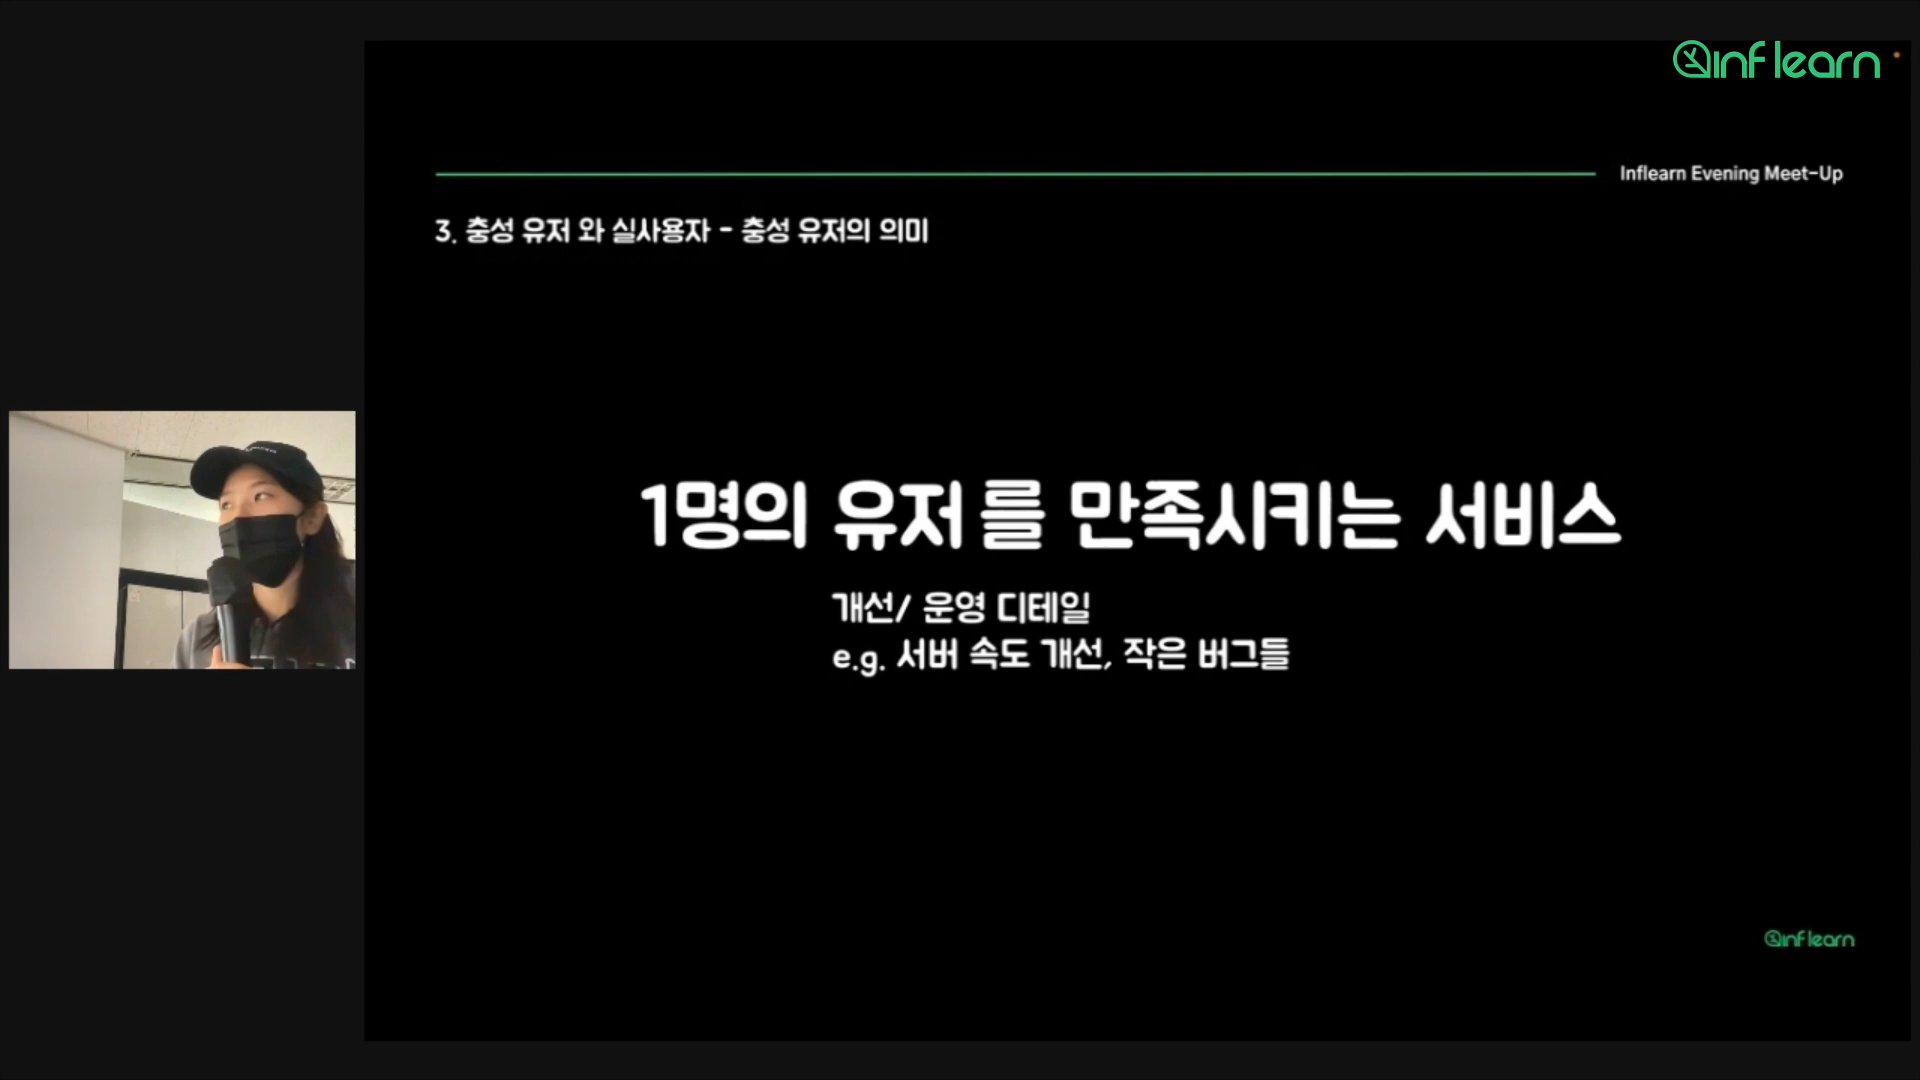 inflearn
Inflearn Evening Meet-Up
3. 충성 유저 와 실사용자 - 충성 유저의 의미
1명의 유저를 만족시키는 서비스
개선/ 운영 디테일
e.g. 서버 속도 개선, 작은 버그들
inflearn